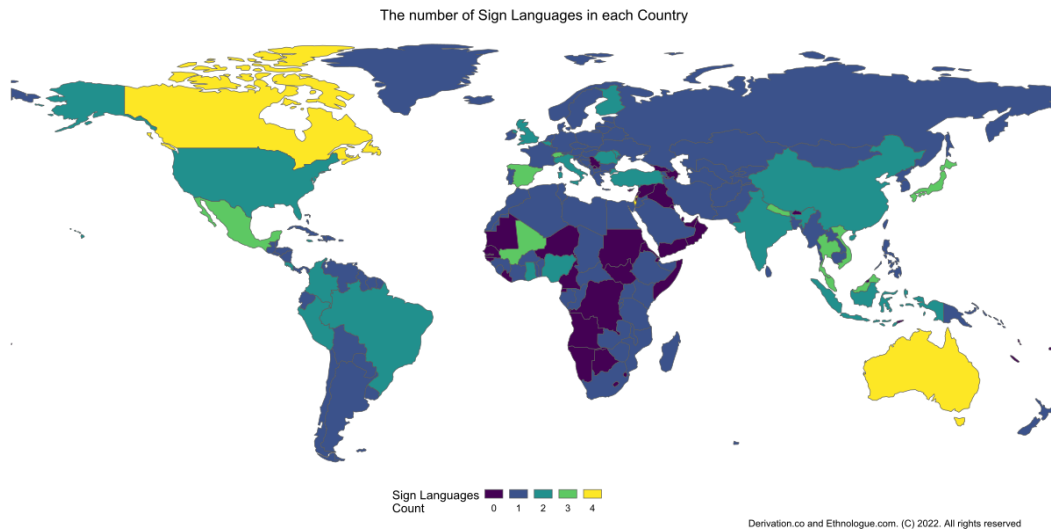 The number of Sign Languages in each Country
Sign Languages
Count
0 1 2 3 4
Derivation.co and Ethnologue.com. (C) 2022. All rights reserved